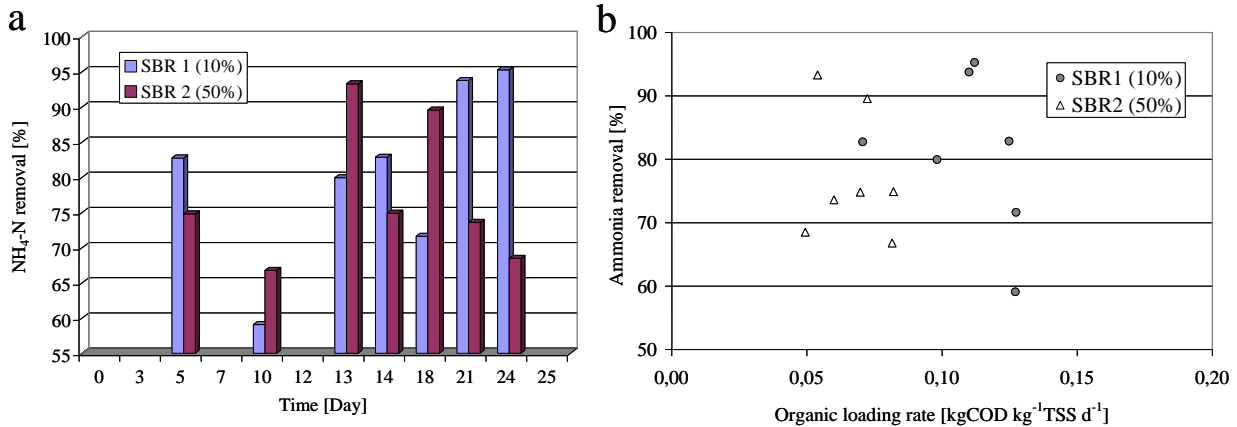 a
100
95
90
85
80
75
70
65
60
55
NH4-N removal [%]
SBR 1 (10%)
SBR 2 (50%)
0 3 5 7 10 12 13 14 18 21 24 25
Time [Day]
b
100
90
80
70
60
50
Ammonia removal [%]
SBR1 (10%)
SBR2 (50%)
0,00 0,05 0,10 0,15 0,20
Organic loading rate [kgCOD kg-1TSS d-1]